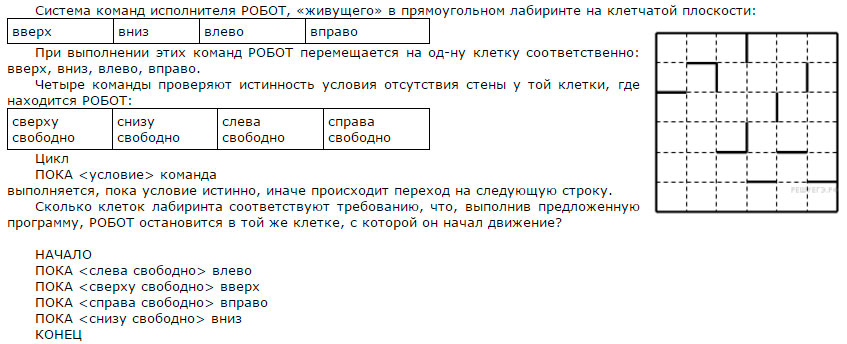 Система команд исполнителя РОБОТ, «живущего» в прямоугольном лабиринте на клетчатой плоскости:
вверх вниз влево вправо
При выполнении этих команд РОБОТ перемещается на од-ну клетку соответственно:
вверх, вниз, влево, вправо.
Четыре команды проверяют истинность условия отсутствия стены у той клетки, где
находится РОБОТ:
сверху снизу слева справа
свободно свободно свободно свободно
Цикл
ПОКА <условие> команда
выполняется, пока условие истинно, иначе происходит переход на следующую строку.
Сколько клеток лабиринта соответствуют требованию, что, выполнив предложенную
программу, РОБОТ остановится в той же клетке, с которой он начал движение?
НАЧАЛО
ПОКА <слева свободно> влево
ПОКА <сверху свободно> вверх
ПОКА <справа свободно> вправо
ПОКА <снизу свободно> вниз
КОНЕЦ
РЕШУЕГЭ.РФ